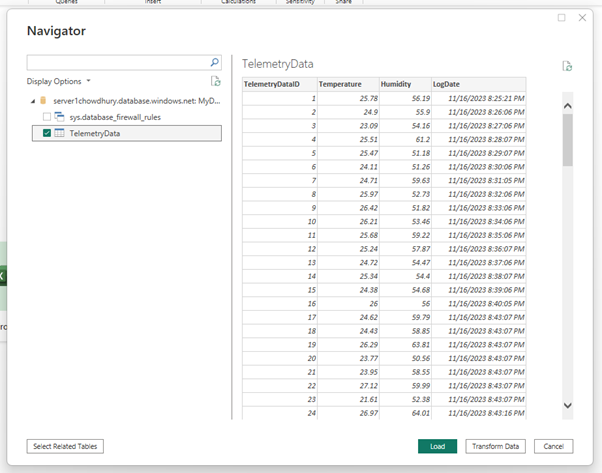 Queries Insert Calculations Sensitivity Share
Navigator
Display Options
server1chowdhury.database.windows.net: MyD...
sys.database_firewall_rules
TelemetryData
TelemetryData
TelemetryDataID Temperature Humidity LogDate
1 25.78 56.19 11/16/2023 8:25:21 PM
2 24.9 55.9 11/16/2023 8:26:06 PM
3 23.09 54.16 11/16/2023 8:27:06 PM
4 25.51 61.2 11/16/2023 8:28:07 PM
5 25.47 51.18 11/16/2023 8:29:07 PM
6 24.11 51.26 11/16/2023 8:30:06 PM
7 24.71 59.63 11/16/2023 8:31:05 PM
8 25.97 52.73 11/16/2023 8:32:06 PM
9 26.42 51.82 11/16/2023 8:33:06 PM
10 26.21 53.46 11/16/2023 8:34:06 PM
11 25.68 59.22 11/16/2023 8:35:06 PM
12 25.24 57.87 11/16/2023 8:36:07 PM
13 24.72 54.47 11/16/2023 8:37:06 PM
14 25.34 54.4 11/16/2023 8:38:07 PM
15 24.38 54.68 11/16/2023 8:39:06 PM
16 26 56 11/16/2023 8:40:05 PM
17 24.62 59.79 11/16/2023 8:43:07 PM
18 24.43 58.85 11/16/2023 8:43:07 PM
19 26.29 63.81 11/16/2023 8:43:07 PM
20 23.77 50.56 11/16/2023 8:43:07 PM
21 23.95 58.55 11/16/2023 8:43:07 PM
22 27.12 59.99 11/16/2023 8:43:07 PM
23 21.61 52.38 11/16/2023 8:43:07 PM
24 26.97 64.01 11/16/2023 8:43:16 PM
Select Related Tables Load Transform Data Cancel